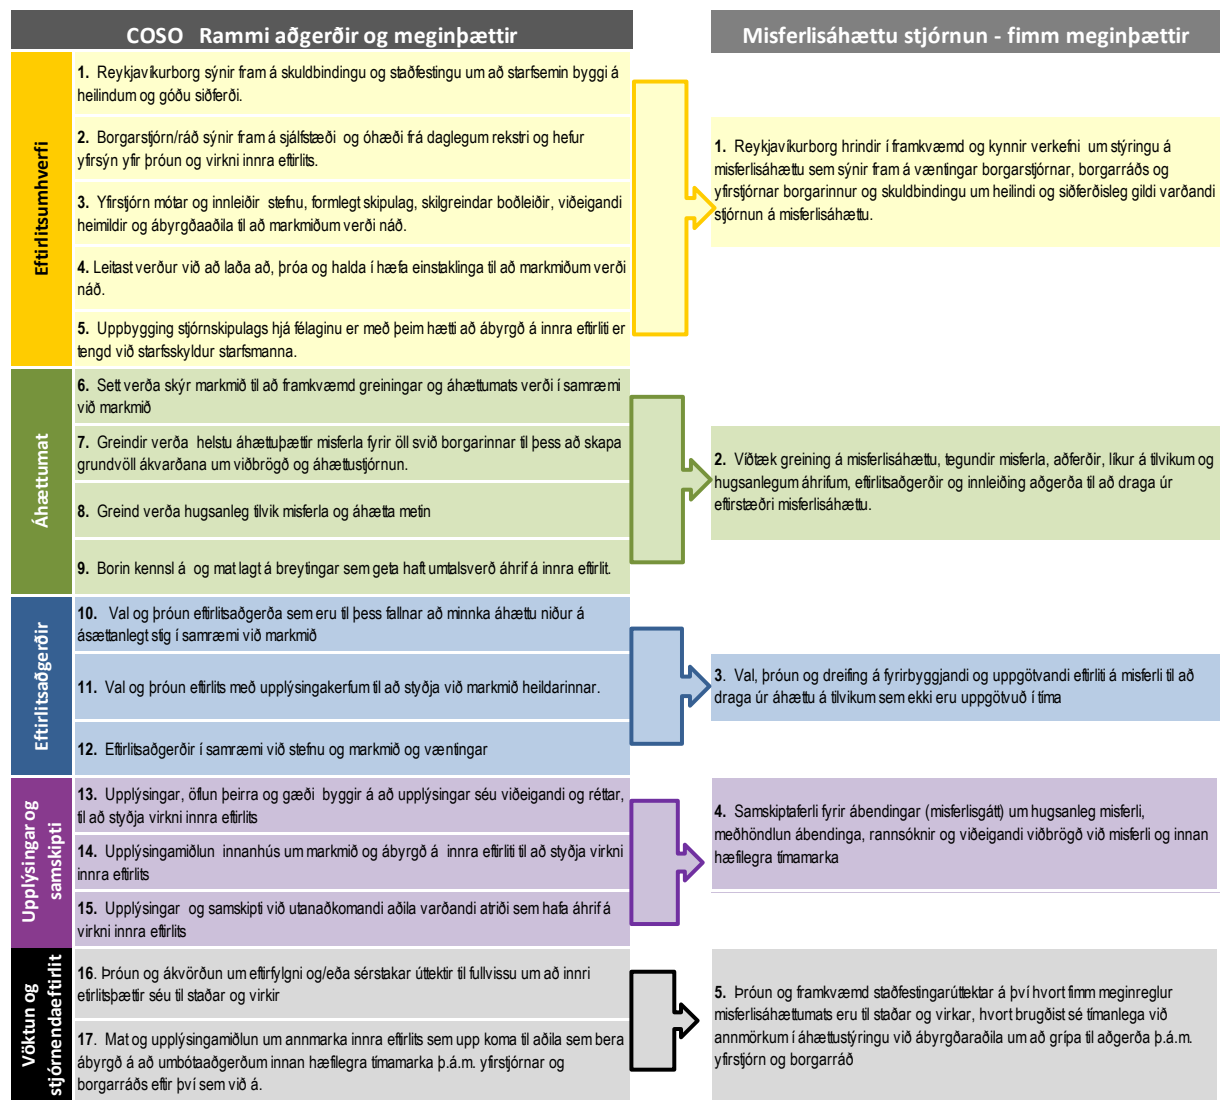 COSO Rammi aðgerðir og meginþættir
Eftirlitsumhverfi
1. Reykjavíkurborg sýnir fram á skuldbindingu og staðfestingu um að starfsemin byggi á
heilindum og góðu siðferði.
2. Borgarstjórn/ráð sýnir fram á sjálfstæði og óhæði frá daglegum rekstri og hefur
yfirsýn yfir þróun og virkni innra eftirlits.
3. Yfirstjórn mótar og innleiðir stefnu, formlegt skipulag, skilgreindar boðleiðir, viðeigandi
heimildir og ábyrgðaaðila til að markmiðum verði náð.
4. Leitast verður við að laða að, þróa og halda í hæfa einstaklinga til að markmiðum verði
náð.
5. Uppbygging stjórnskipulags hjá félaginu er með þeim hætti að ábyrgð á innra eftirliti er
tengd við starfsskyldur starfsmanna.
Áhættumat
6. Sett verða skýr markmið til að framkvæmd greiningar og áhættumats verði í samræmi
við markmið
7. Greindir verða helstu áhættuþættir misferla fyrir öll svið borgarinnar til þess að skapa
grundvöll ákvarðana um viðbrögð og áhættustjórnun.
8. Greind verða hugsanleg tilvik misferla og áhætta metin
9. Borin kennsl á og mat lagt á breytingar sem geta haft umtalsverð áhrif á innra eftirlit.
Eftirlitsaðgerðir
10. Val og þróun eftirlitsaðgerða sem eru til þess fallnar að minnka áhættu niður á
ásættanlegt stig í samræmi við markmið
11. Val og þróun eftirlits með upplýsingakerfum til að styðja við markmið heildarinnar.
12. Eftirlitsaðgerðir í samræmi við stefnu og markmið og væntingar
Upplýsingar og
samskipti
13. Upplýsingar, öflun þeirra og gæði byggir á að upplýsingar séu viðeigandi og réttar,
til að styðja virkni innra eftirlits
14. Upplýsingamiðlun innanhús um markmið og ábyrgð á innra eftirliti til að styðja virkni
innra eftirlits
15. Upplýsingar og samskipti við utanaðkomandi aðila varðandi atriði sem hafa áhrif á
virkni innra eftirlits
Vöktun og
stjórnendaeftirlit
16. Þróun og ákvörðun um eftirfylgni og/eða sérstakar úttektir til fullvissu um að innri
etirlitsþættir séu til staðar og virkir
17. Mat og upplýsingamiðlun um annmarka innra eftirlits sem upp koma til aðila sem bera
ábyrgð á að umbótaaðgerðum innan hæfilegra tímamarka þ.á.m. yfirstjórnar og
borgarráðs eftir því sem við á.
Misferlisáhættu stjórnun - fimm meginþættir
1. Reykjavíkurborg hrindir í framkvæmd og kynnir verkefni um stýringu á
misferlisáhættu sem sýnir fram á væntingar borgarstjórnar, borgarráðs og
yfirstjórnar borgarinnur og skuldbindingu um heilindi og siðferðisleg gildi varðandi
stjórnun á misferlisáhættu.
2. Víðtæk greining á misferlisáhættu, tegundir misferla, aðferðir, líkur á tilvikum og
hugsanlegum áhrifum, eftirlitsaðgerðir og innleiðing aðgerða til að draga úr
eftirstæðri misferlisáhættu.
3. Val, þróun og dreifing á fyrirbyggjandi og uppgötvandi eftirliti á misferli til að
draga úr áhættu á tilvikum sem ekki eru uppgötvuð í tíma
4. Samskiptaferli fyrir ábendingar (misferlisgátt) um hugsanleg misferli,
meðhöndlun ábendinga, rannsóknir og viðeigandi viðbrögð við misferli og innan
hæfilegra tímamarka
5. Þróun og framkvæmd staðfestingarúttektar á því hvort fimm meginreglur
misferlisáhættumats eru til staðar og virkar, hvort brugðist sé tímanlega við
annmörkum í áhættustýringu við ábyrgðaraðila um að grípa til aðgerða þ.á.m.
yfirstjórn og borgarráð